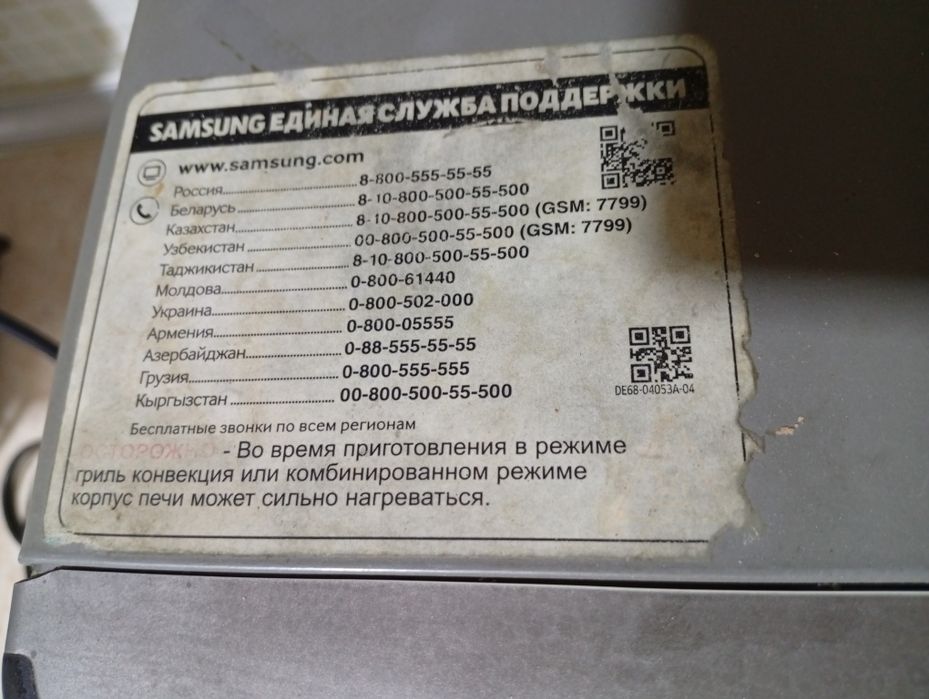 SAMSUNG ЕДИНАЯ СЛУЖБА ПОДДЕРЖКИ
www.samsung.com
Россия..................8-800-555-55-55
Беларусь..................8-10-800-500-55-500
Казахстан..................8-10-800-500-55-500 (GSM: 7799)
Узбекистан..................00-800-500-55-500 (GSM: 7799)
Таджикистан..................8-10-800-500-55-500
Молдова..................0-800-61440
Украина..................0-800-502-000
Армения..................0-800-05555
Азербайджан..................0-88-555-55-55
Грузия..................0-800-555-555
Кыргызстан..................00-800-500-55-500
DE68-04053A-04
Бесплатные звонки по всем регионам
ОСТОРОЖНО - Во время приготовления в режиме
гриль конвекция или комбинированном режиме
корпус печи может сильно нагреваться.